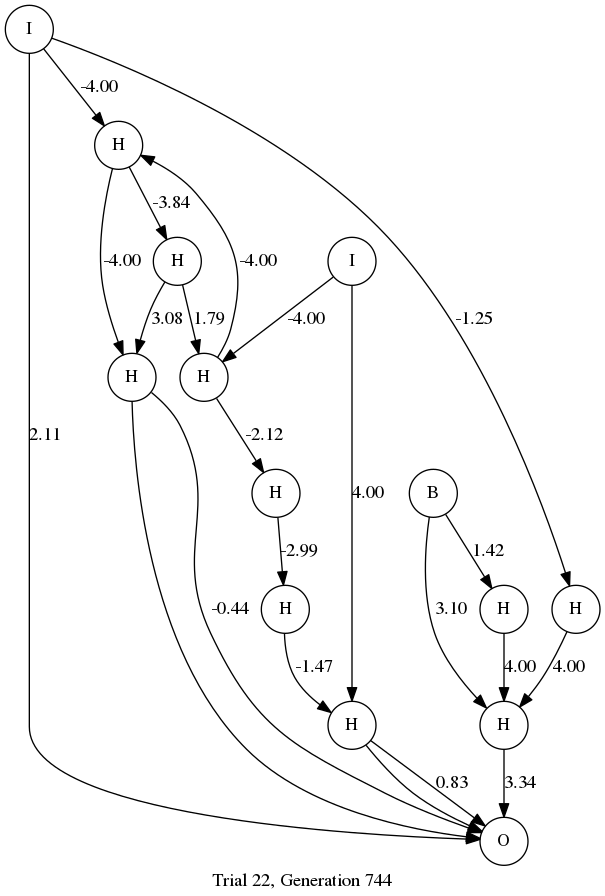 I
-4.00
H
-3.84
H
I
-4.00
-4.00
3.08
1.79
-4.00
-1.25
H
H
2.11
-2.12
H
B
4.00
-2.99
1.42
H
3.10
-0.44
H
H
-1.47
4.00
4.00
H
H
0.83
3.34
O
Trial 22, Generation 744